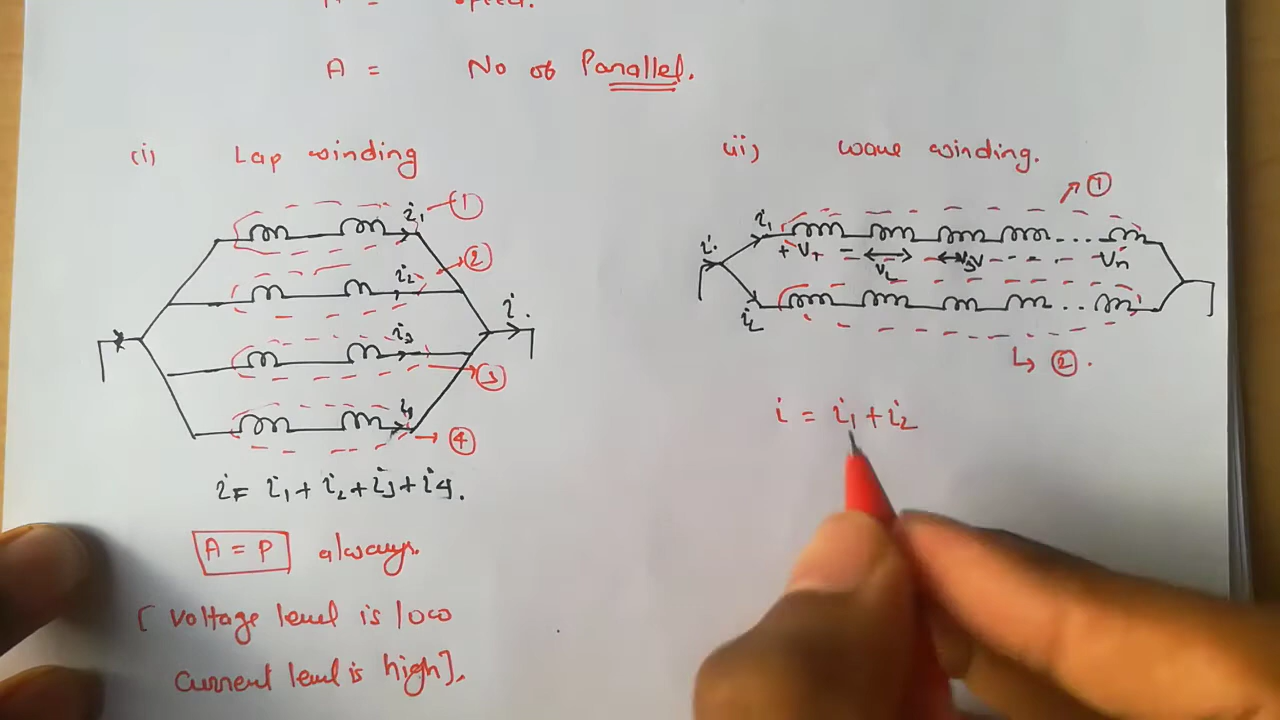 Speed.
A = No of Parallel.
(i) Lap winding
i1 ①
i2 ②
i3 ③
i4 ④
i.
i = i1 + i2 + i3 + i4.
A = P always.
[ Voltage level is low
Current level is high].
(ii) wave winding.
①
i. i1
+ V1 - V2 V3 Vn
i2
②.
i = i1 + i2